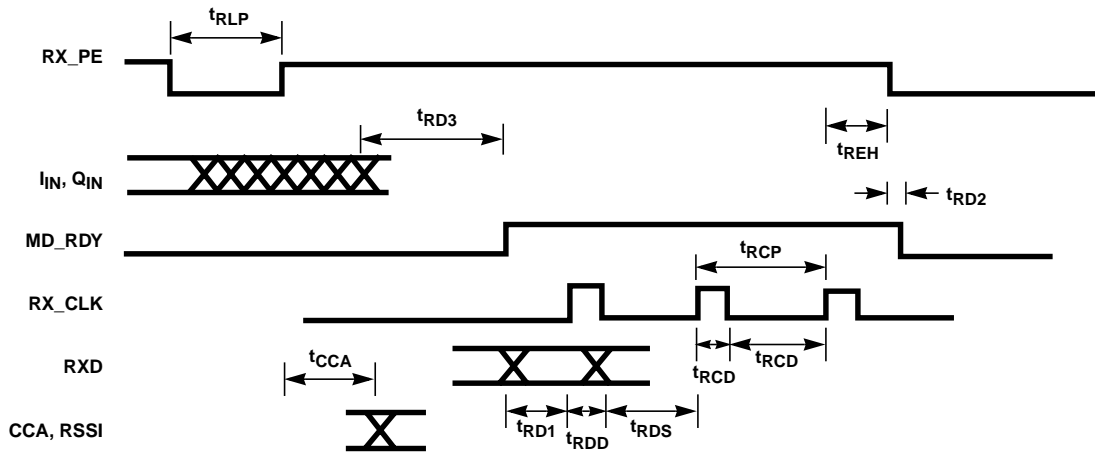 tRLP
RX_PE
tRD3
tREH
IIN, QIN
tRD2
MD_RDY
tRCP
RX_CLK
tCCA
RXD
tRCD
tRCD
CCA, RSSI
tRD1
tRDD
tRDS